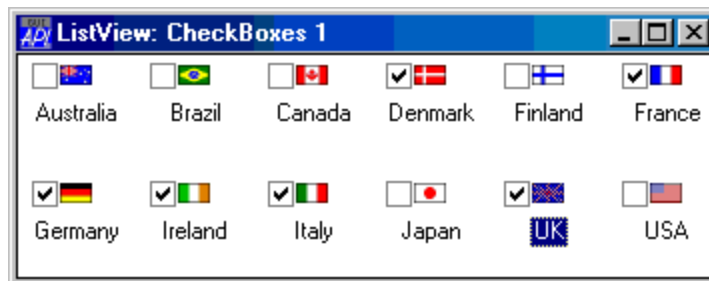 ListView: CheckBoxes 1
Australia Brazil Canada Denmark Finland France
Germany Ireland Italy Japan UK USA